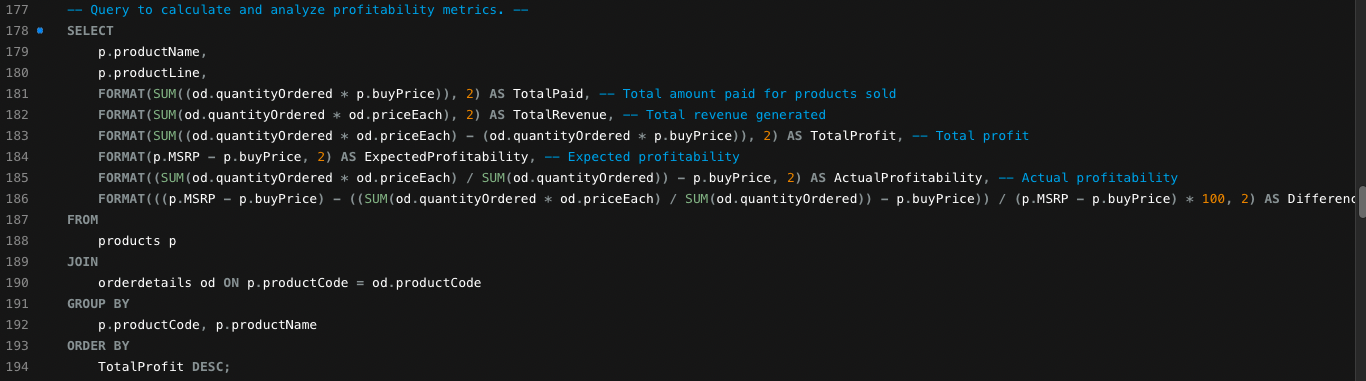 177 -- Query to calculate and analyze profitability metrics. --
178 SELECT
179 p.productName,
180 p.productLine,
181 FORMAT(SUM((od.quantityOrdered * p.buyPrice)), 2) AS TotalPaid, -- Total amount paid for products sold
182 FORMAT(SUM(od.quantityOrdered * od.priceEach), 2) AS TotalRevenue, -- Total revenue generated
183 FORMAT(SUM((od.quantityOrdered * od.priceEach) - (od.quantityOrdered * p.buyPrice)), 2) AS TotalProfit, -- Total profit
184 FORMAT(p.MSRP - p.buyPrice, 2) AS ExpectedProfitability, -- Expected profitability
185 FORMAT((SUM(od.quantityOrdered * od.priceEach) / SUM(od.quantityOrdered)) - p.buyPrice, 2) AS ActualProfitability, -- Actual profitability
186 FORMAT(((p.MSRP - p.buyPrice) - ((SUM(od.quantityOrdered * od.priceEach) / SUM(od.quantityOrdered)) - p.buyPrice)) / (p.MSRP - p.buyPrice) * 100, 2) AS Differenc
187 FROM
188 products p
189 JOIN
190 orderdetails od ON p.productCode = od.productCode
191 GROUP BY
192 p.productCode, p.productName
193 ORDER BY
194 TotalProfit DESC;